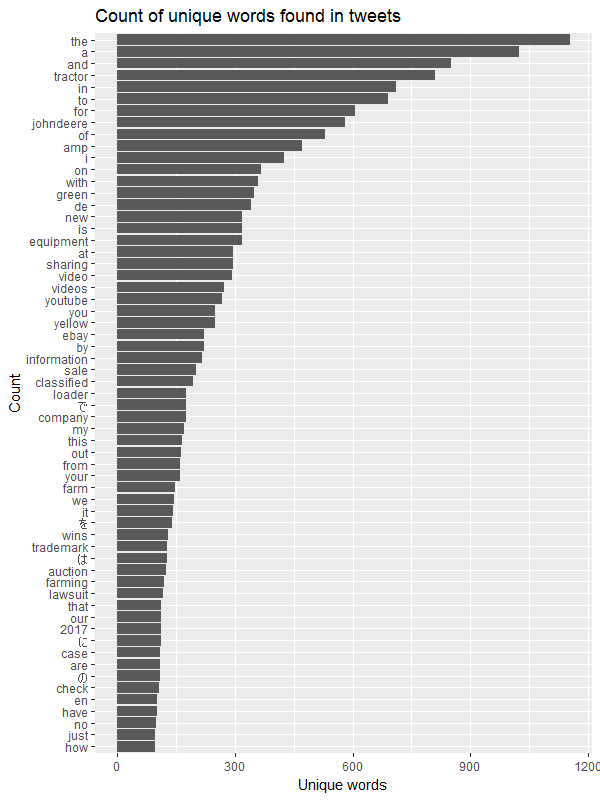 Count of unique words found in tweets
the
a
and
tractor
in
to
for
johndeere
of
amp
i
on
with
green
de
new
is
equipment
at
sharing
video
videos
youtube
you
yellow
ebay
by
information
sale
classified
loader
で
company
my
this
out
from
your
farm
we
it
を
wins
trademark
は
auction
farming
lawsuit
that
our
2017
に
case
are
の
check
en
have
no
just
how
Count
0 300 600 900 1200
Unique words